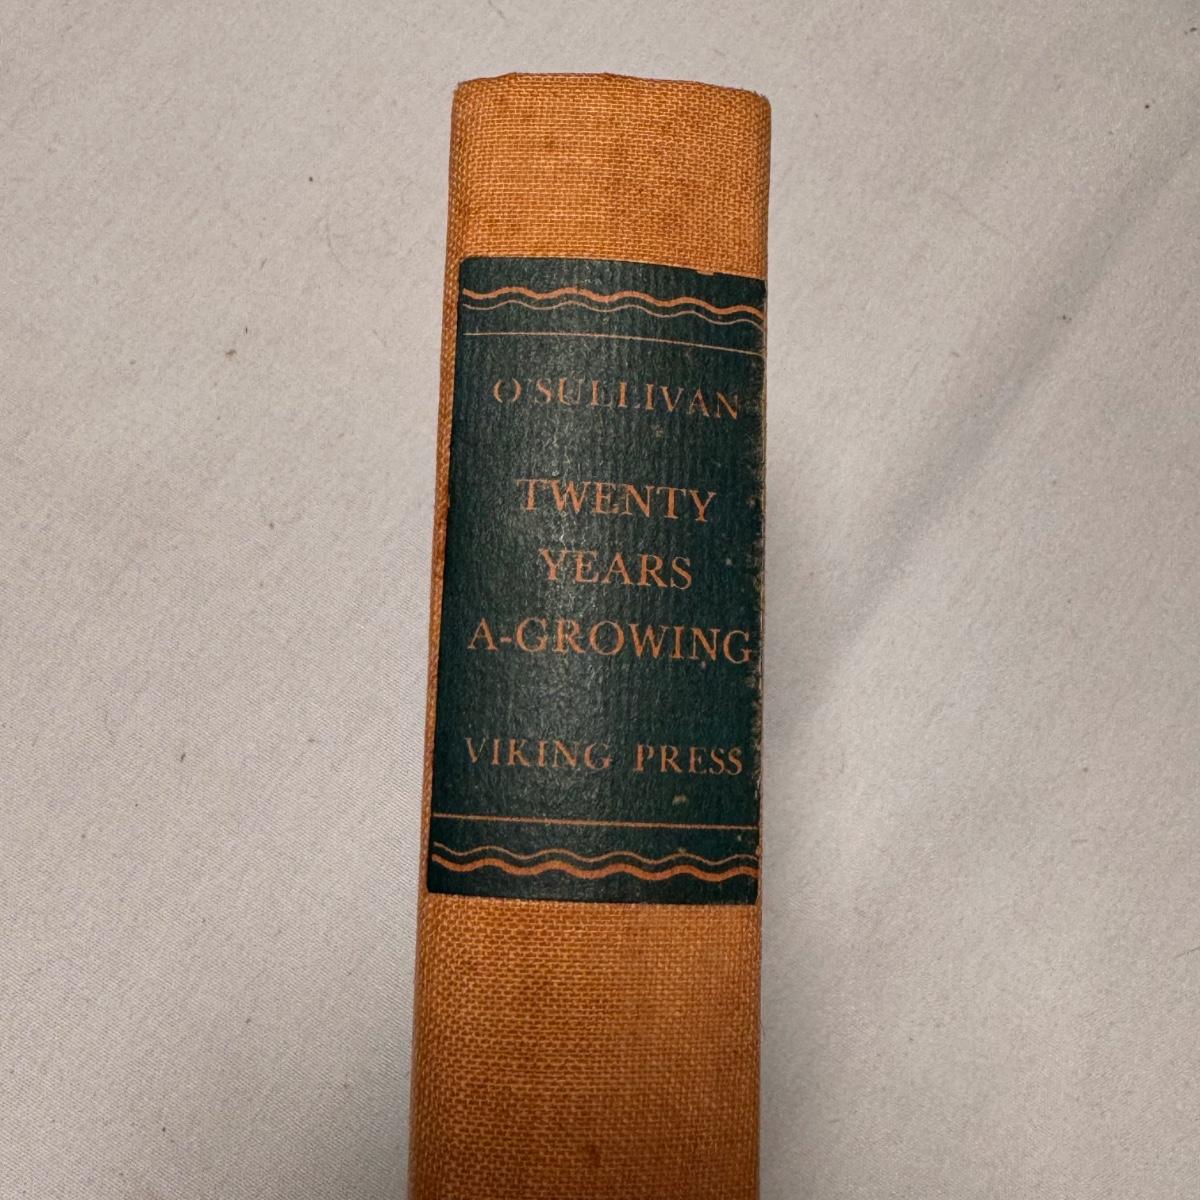 O'SULLIVAN
TWENTY
YEARS
A-GROWING
VIKING PRESS